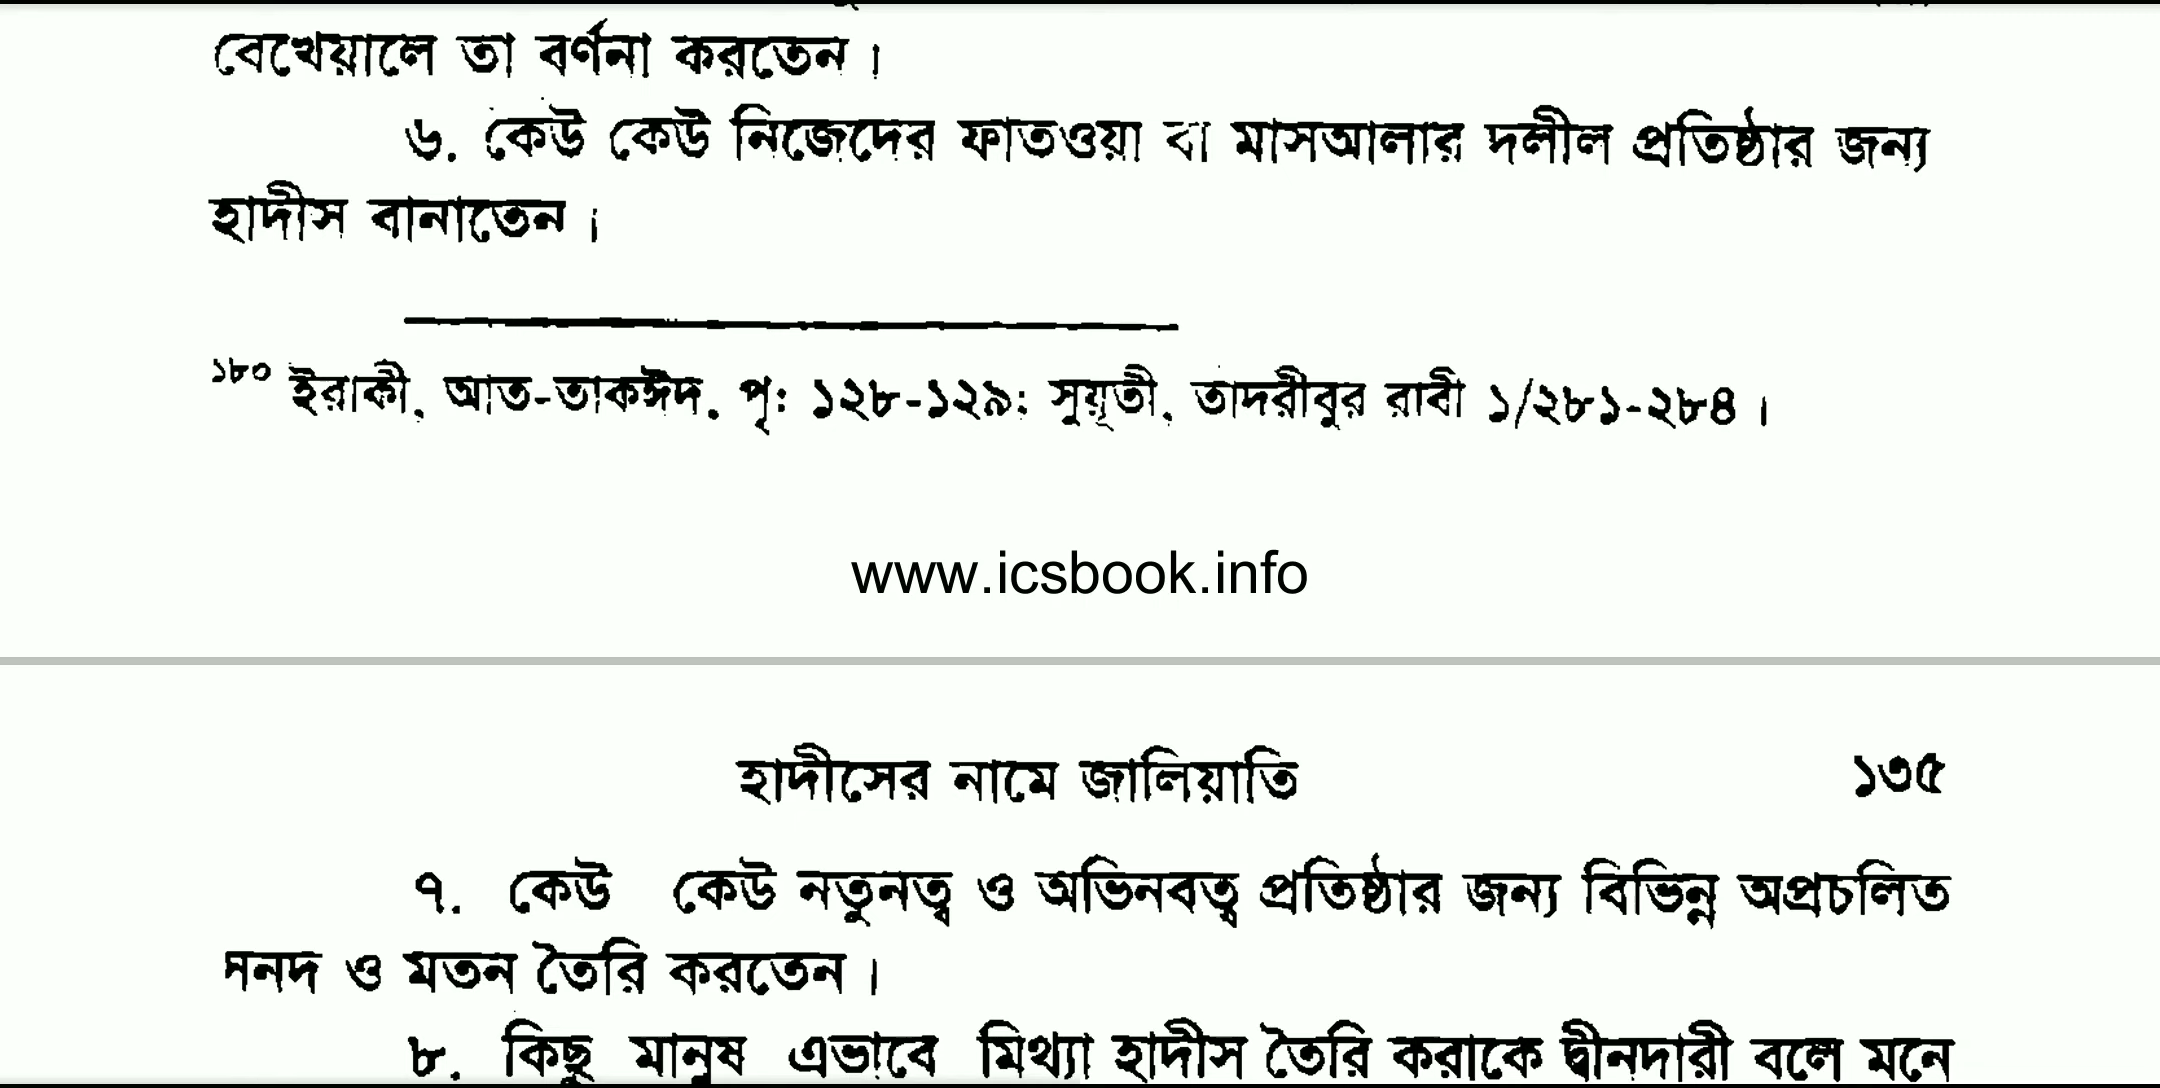 বেখেয়ালে তা বর্ণনা করতেন।
৬. কেউ কেউ নিজেদের ফাতওয়া বা মাসআলার দলীল প্রতিষ্ঠার জন্য
হাদীস বানাতেন।
১৮০ ইরাকী, আত-তাকঈদ, পৃ: ১২৮-১২৯; সুয়ূতী, তাদরীবুর রাবী ১/২৮১-২৮৪।
www.icsbook.info
হাদীসের নামে জালিয়াতি ১৩৫
৭. কেউ কেউ নতুনত্ব ও অভিনবত্ব প্রতিষ্ঠার জন্য বিভিন্ন অপ্রচলিত
সনদ ও মতন তৈরি করতেন।
৮. কিছু মানুষ এভাবে মিথ্যা হাদীস তৈরি করাকে দ্বীনদারী বলে মনে